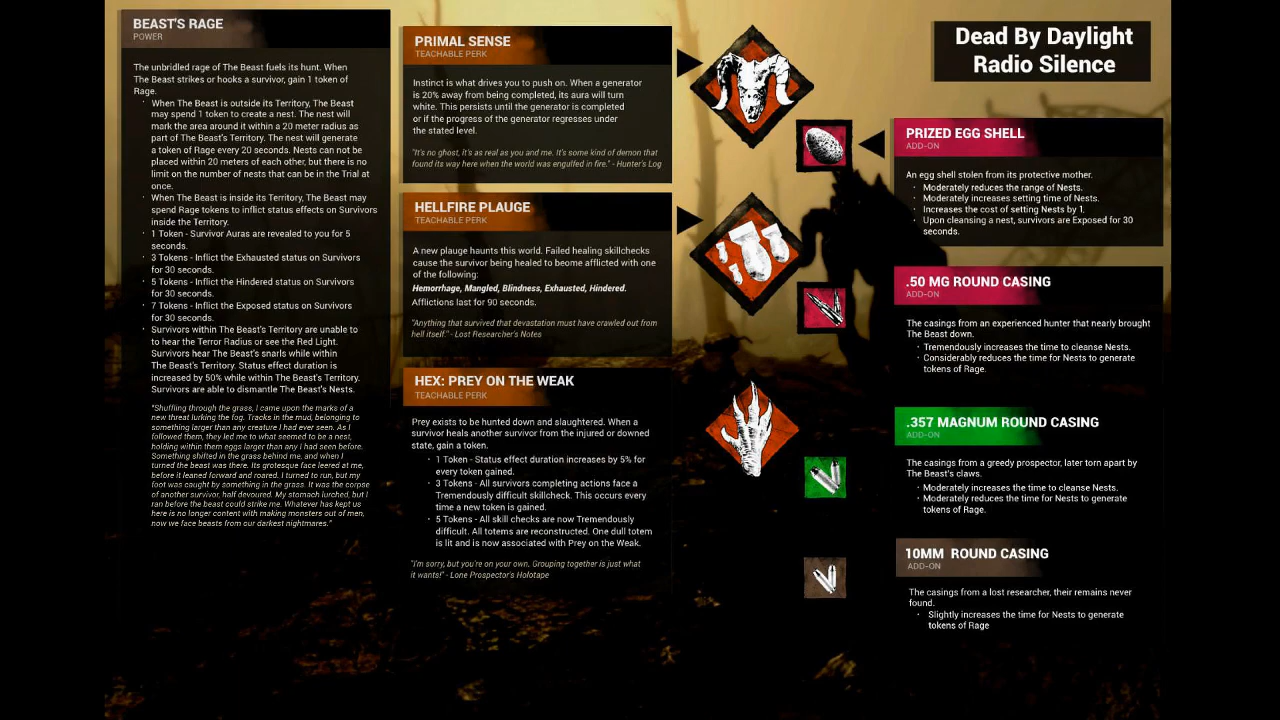 BEAST'S RAGE
POWER
The unbridled rage of The Beast fuels its hunt. When
The Beast strikes or hooks a survivor, gain 1 token of
Rage.
· When The Beast is outside its Territory, The Beast
may spend 1 token to create a nest. The nest will
mark the area around it within a 20 meter radius as
part of The Beast's Territory. The nest will generate
a token of Rage every 20 seconds. Nests can not be
placed within 20 meters of each other, but there is no
limit on the number of nests that can be in the Trial at
once.
· When The Beast is inside its Territory, The Beast may
spend Rage tokens to inflict status effects on Survivors
inside the Territory.
· 1 Token - Survivor Auras are revealed to you for 5
seconds.
· 3 Tokens - Inflict the Exhausted status on Survivors
for 30 seconds.
· 5 Tokens - Inflict the Hindered status on Survivors
for 30 seconds.
· 7 Tokens - Inflict the Exposed status on Survivors
for 30 seconds.
· Survivors within The Beast's Territory are unable to
to hear the Terror Radius or see the Red Light.
Survivors hear The Beast's snarls while within
The Beast's Territory. Status effect duration is
increased by 50% while within The Beast's Territory.
Survivors are able to dismantle The Beast's Nests.
"Shuffling through the grass, I came upon the marks of a
new threat lurking the fog. Tracks in the mud, belonging to
something larger than any creature I had ever seen. As I
followed them, they led me to what seemed to be a nest,
holding within them eggs larger than any I had seen before.
Something shifted in the grass behind me, and when I
turned the beast was there. Its grotesque face leered at me,
before it leaned forward and roared. I turned to run, but my
foot was caught by something in the grass. It was the corpse
of another survivor, half devoured. My stomach lurched, but I
ran before the beast could strike me. Whatever has kept us
here is no longer content with making monsters out of men,
now we face beasts from our darkest nightmares."
PRIMAL SENSE
TEACHABLE PERK
Instinct is what drives you to push on. When a generator
is 20% away from being completed, its aura will turn
white. This persists until the generator is completed
or if the progress of the generator regresses under
the stated level.
"It's no ghost, it's as real as you and me. It's some kind of demon that
found its way here when the world was engulfed in fire." - Hunter's Log
HELLFIRE PLAUGE
TEACHABLE PERK
A new plauge haunts this world. Failed healing skillchecks
cause the survivor being healed to beome afflicted with one
of the following:
Hemorrhage, Mangled, Blindness, Exhausted, Hindered.
Afflictions last for 90 seconds.
"Anything that survived that devastation must have crawled out from
hell itself." - Lost Researcher's Notes
HEX: PREY ON THE WEAK
TEACHABLE PERK
Prey exists to be hunted down and slaughtered. When a
survivor heals another survivor from the injured or downed
state, gain a token.
· 1 Token - Status effect duration increases by 5% for
every token gained.
· 3 Tokens - All survivors completing actions face a
Tremendously difficult skillcheck. This occurs every
time a new token is gained.
· 5 Tokens - All skill checks are now Tremendously
difficult. All totems are reconstructed. One dull totem
is lit and is now associated with Prey on the Weak.
"I'm sorry, but you're on your own. Grouping together is just what
it wants!" - Lone Prospector's Holotape
Dead By Daylight
Radio Silence
PRIZED EGG SHELL
ADD-ON
An egg shell stolen from its protective mother.
· Moderately reduces the range of Nests.
· Moderately increases setting time of Nests.
· Increases the cost of setting Nests by 1.
· Upon cleansing a nest, survivors are Exposed for 30
seconds.
.50 MG ROUND CASING
ADD-ON
The casings from an experienced hunter that nearly brought
The Beast down.
· Tremendously increases the time to cleanse Nests.
· Considerably reduces the time for Nests to generate
tokens of Rage.
.357 MAGNUM ROUND CASING
ADD-ON
The casings from a greedy prospector, later torn apart by
The Beast's claws.
· Moderately increases the time to cleanse Nests.
· Moderately reduces the time for Nests to generate
tokens of Rage.
10MM ROUND CASING
ADD-ON
The casings from a lost researcher, their remains never
found.
· Slightly increases the time for Nests to generate
tokens of Rage